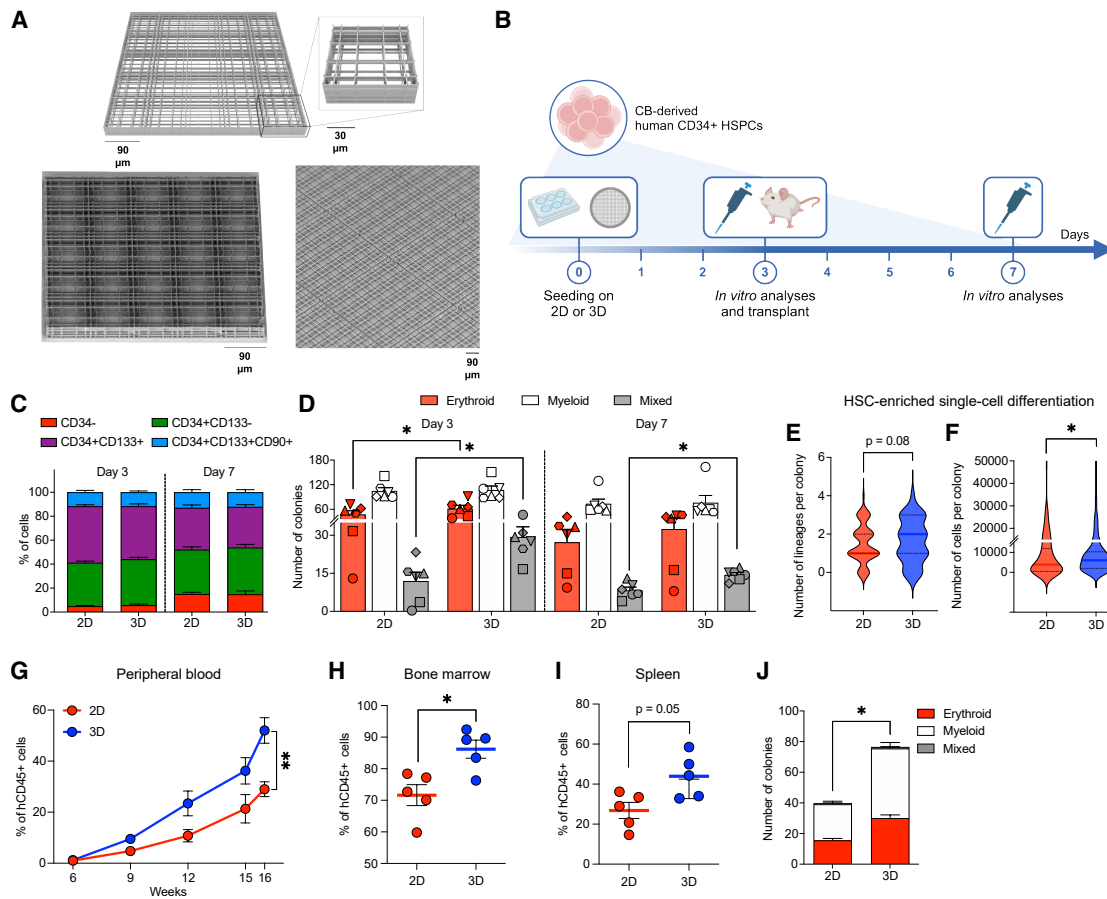 A
30
µm
90
µm
90
µm
90
µm
B
CB-derived
human CD34+ HSPCs
Days
0 1 2 3 4 5 6 7
Seeding on
2D or 3D
In vitro analyses
and transplant
In vitro analyses
C
CD34- CD34+CD133-
CD34+CD133+ CD34+CD133+CD90+
Day 3 Day 7
% of cells
100
80
60
40
20
0
2D 3D 2D 3D
D
Erythroid Myeloid Mixed
Day 3 Day 7
* * *
Number of colonies
180
120
60
30
15
0
2D 3D 2D 3D
HSC-enriched single-cell differentiation
E
p = 0.08
Number of lineages per colony
6
4
2
0
2D 3D
F
*
Number of cells per colony
50000
40000
30000
20000
10000
0
2D 3D
G
Peripheral blood
2D
3D
% of hCD45+ cells
60
40
20
0
**
6 9 12 15 16
Weeks
H
Bone marrow
*
% of hCD45+ cells
100
90
80
70
60
50
2D 3D
I
Spleen
p = 0.05
% of hCD45+ cells
80
60
40
20
0
2D 3D
J
*
Erythroid
Myeloid
Mixed
Number of colonies
100
80
60
40
20
0
2D 3D